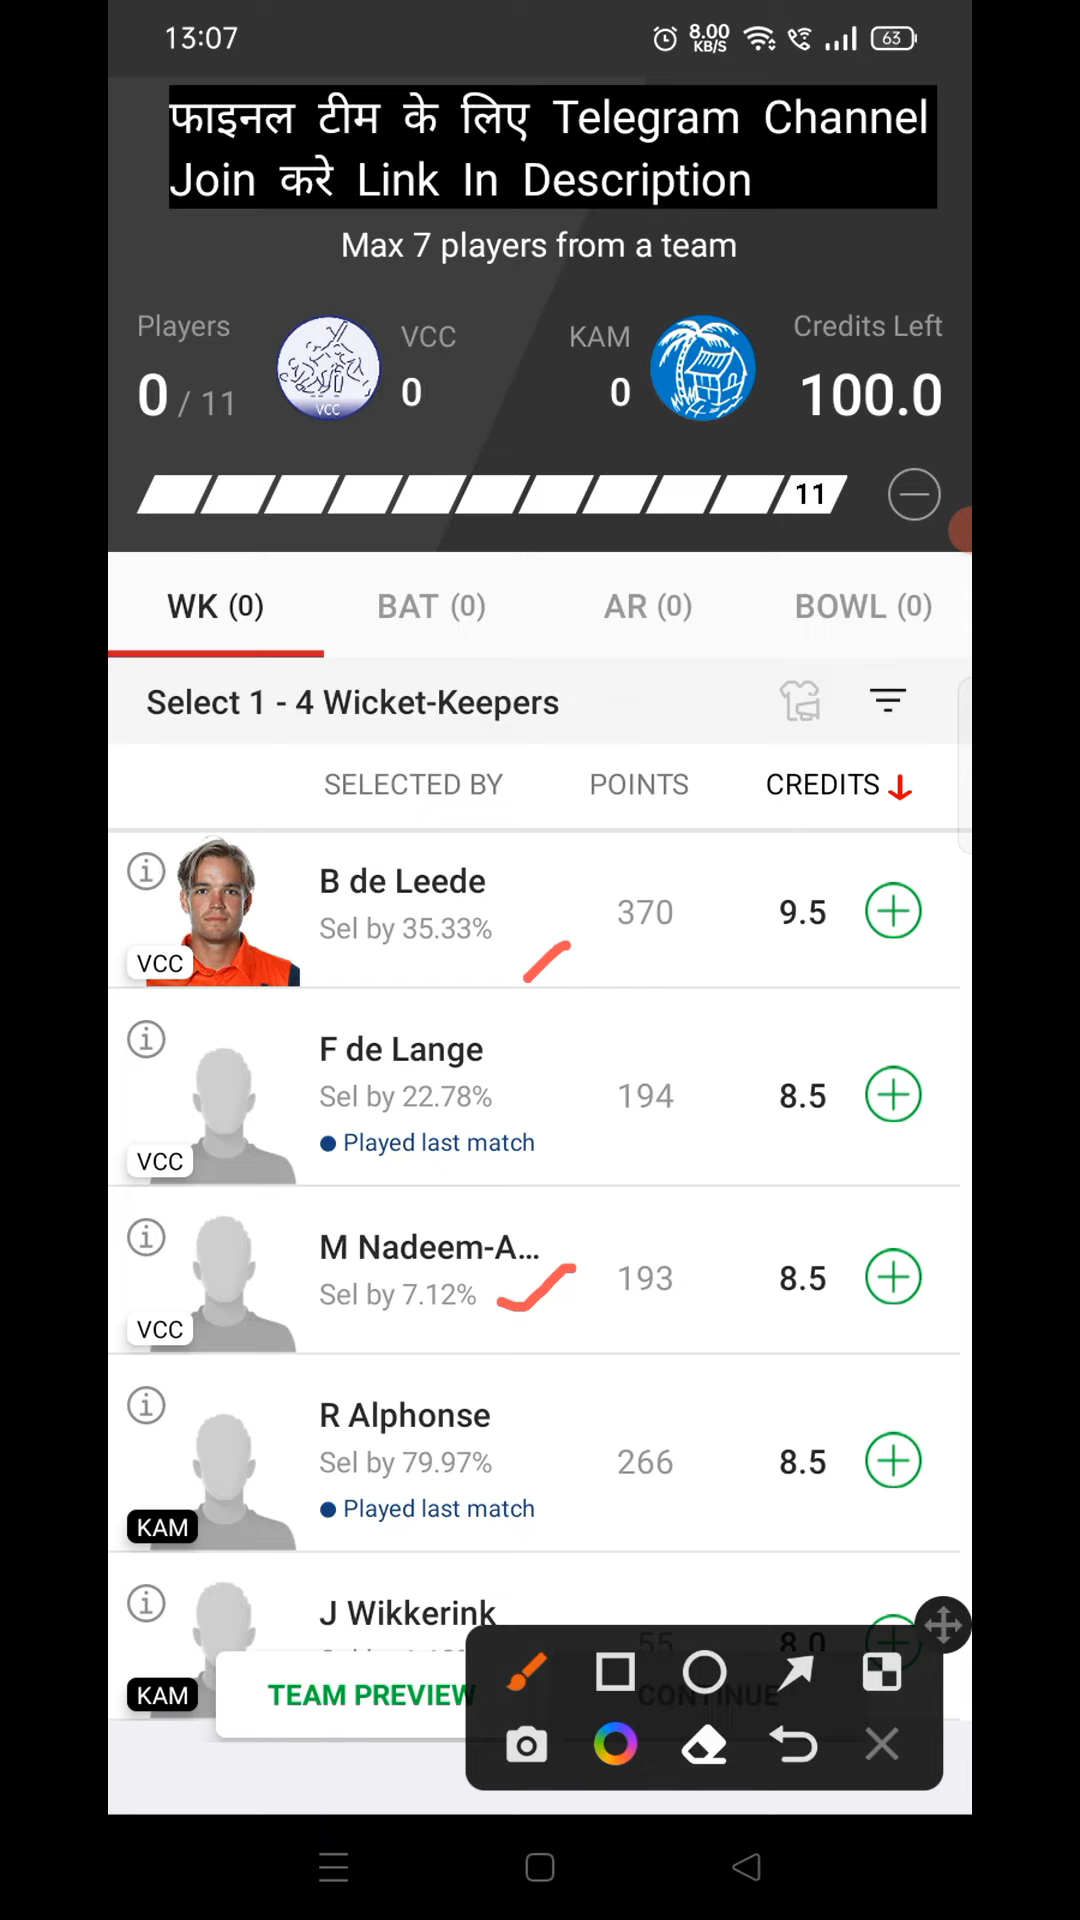 13:07
8.00 KB/S
63
फाइनल टीम के लिए Telegram Channel
Join करे Link In Description
Max 7 players from a team
Players
VCC
KAM
Credits Left
0 / 11
VCC
0
0
100.0
11
WK (0)
BAT (0)
AR (0)
BOWL (0)
Select 1 - 4 Wicket-Keepers
SELECTED BY
POINTS
CREDITS
B de Leede
Sel by 35.33%
370
9.5
VCC
F de Lange
Sel by 22.78%
194
8.5
Played last match
VCC
M Nadeem-A...
Sel by 7.12%
193
8.5
VCC
R Alphonse
Sel by 79.97%
266
8.5
Played last match
KAM
J Wikkerink
55
8.0
KAM
TEAM PREVIEW
CONTINUE